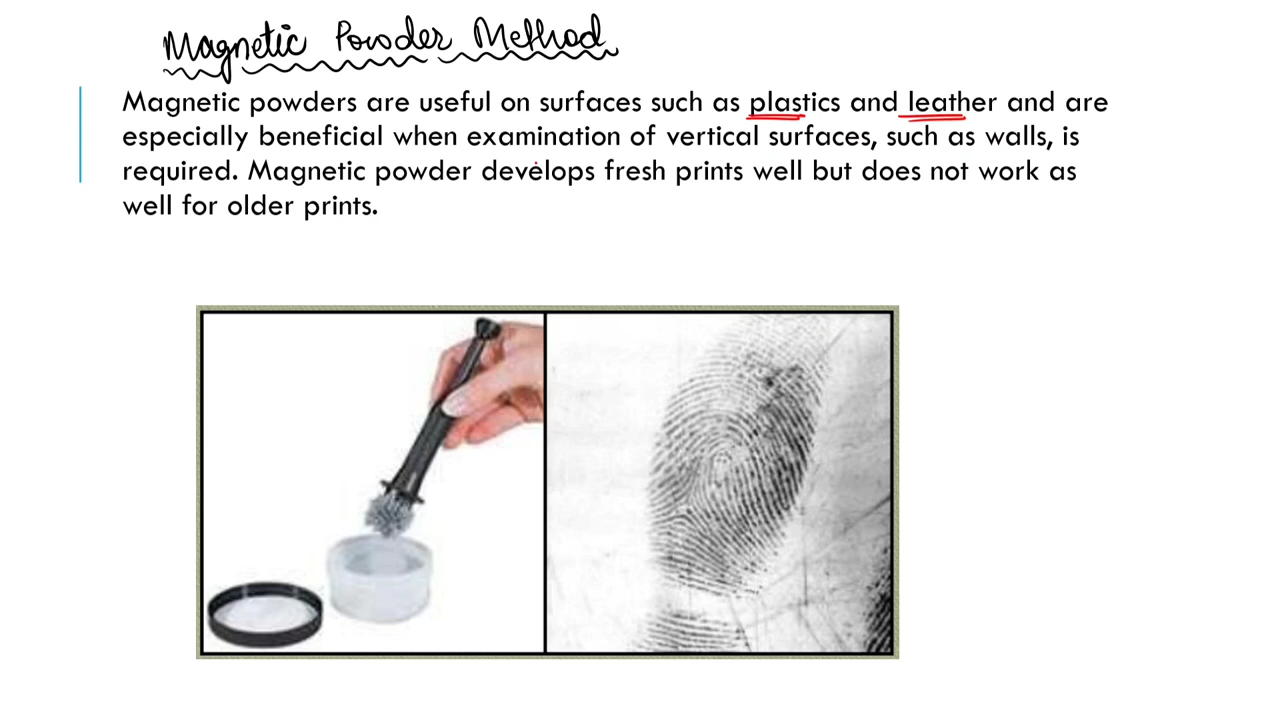 Magnetic Powder Method
Magnetic powders are useful on surfaces such as plastics and leather and are
especially beneficial when examination of vertical surfaces, such as walls, is
required. Magnetic powder develops fresh prints well but does not work as
well for older prints.